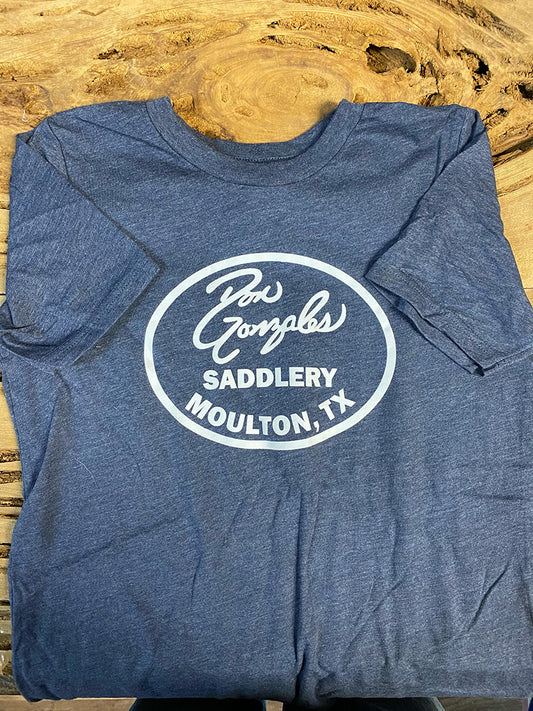 Don
Gonzales
SADDLERY
MOULTON, TX